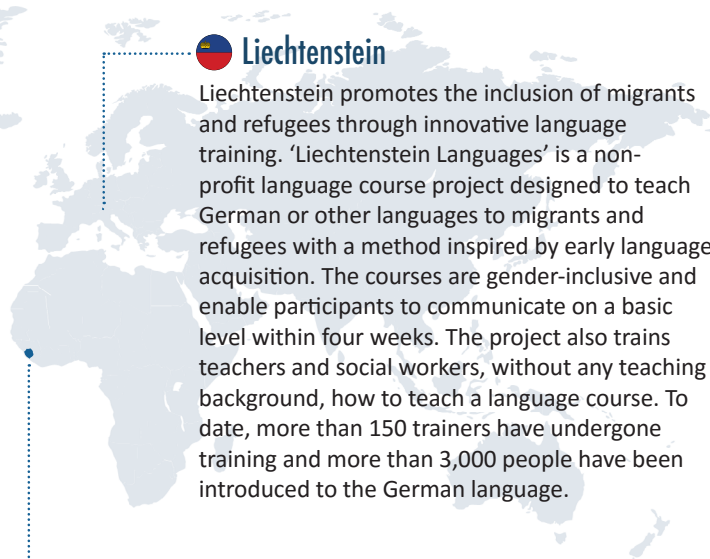 Liechtenstein
Liechtenstein promotes the inclusion of migrants
and refugees through innovative language
training. ‘Liechtenstein Languages’ is a non-
profit language course project designed to teach
German or other languages to migrants and
refugees with a method inspired by early language
acquisition. The courses are gender-inclusive and
enable participants to communicate on a basic
level within four weeks. The project also trains
teachers and social workers, without any teaching
background, how to teach a language course. To
date, more than 150 trainers have undergone
training and more than 3,000 people have been
introduced to the German language.